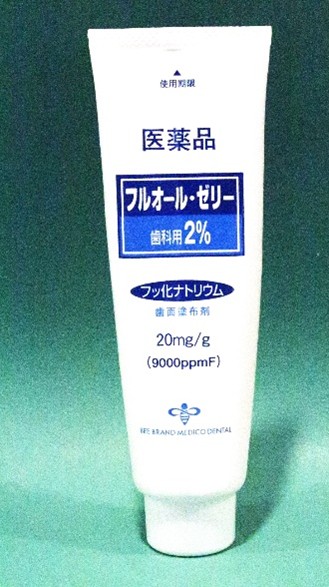 ▲
使用期限
医薬品
フルオール・ゼリー
歯科用2%
フッ化ナトリウム
歯面塗布剤
20mg/g
(9000ppmF)
BEE BRAND MEDICO DENTAL